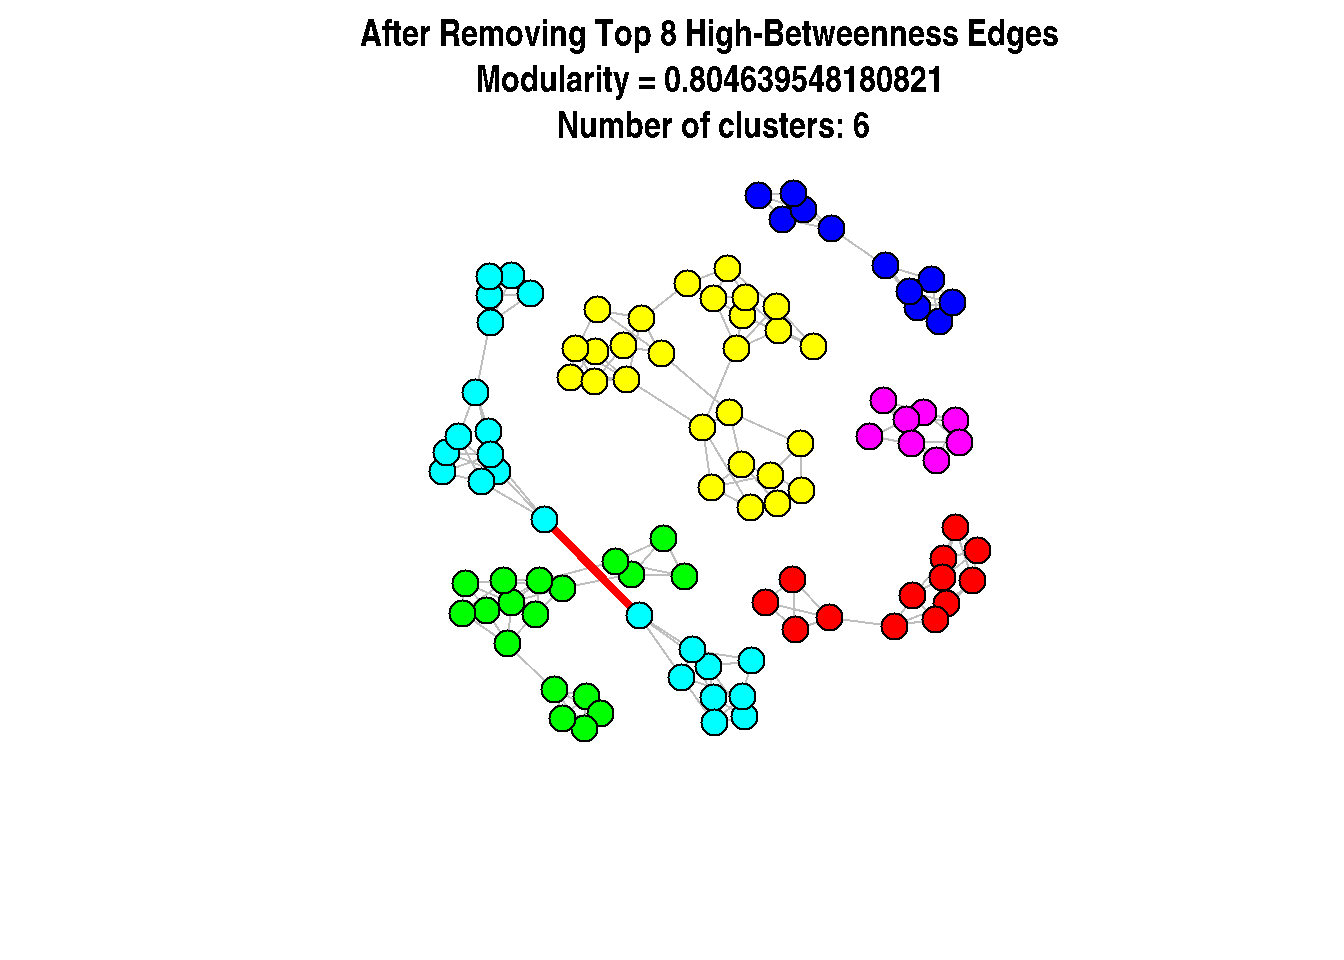 After Removing Top 8 High-Betweenness Edges
Modularity = 0.804639548180821
Number of clusters: 6